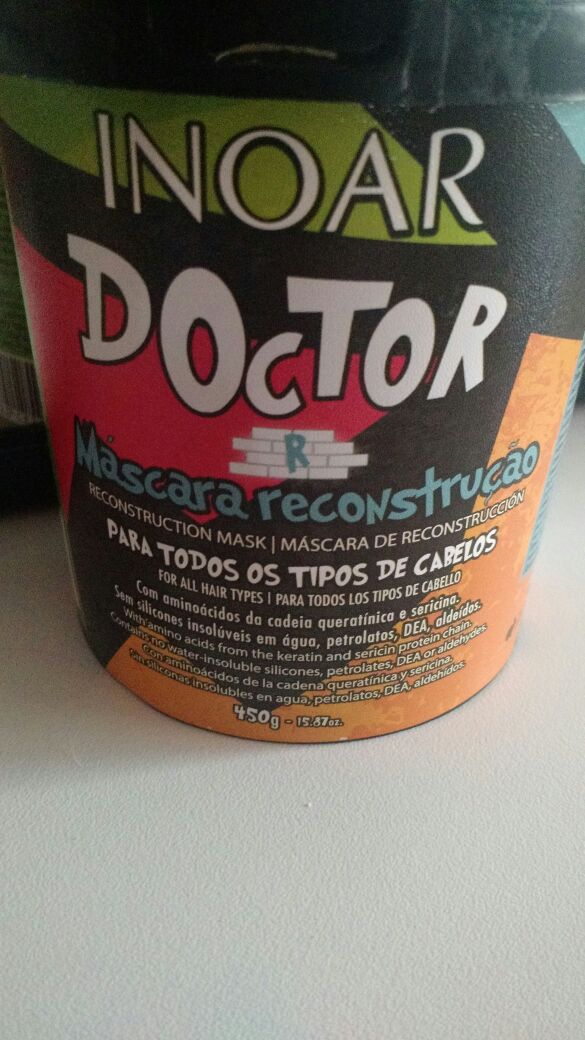 INOAR
DOCTOR
R
Máscara reconstrução
RECONSTRUCTION MASK | MÁSCARA DE RECONSTRUCCIÓN
PARA TODOS OS TIPOS DE CABELOS
FOR ALL HAIR TYPES | PARA TODOS LOS TIPOS DE CABELLO
Com aminoácidos da cadeia queratínica e sericina.
Sem silicones insolúveis em água, petrolatos, DEA, aldeídos.
With amino acids from the keratin and sericin protein chain.
Contains no water-insoluble silicones, petrolates, DEA or aldehydes.
Con aminoácidos de la cadena queratínica y sericina.
Sin siliconas insolubles en agua, petrolatos, DEA, aldehídos.
450g - 15.87oz.